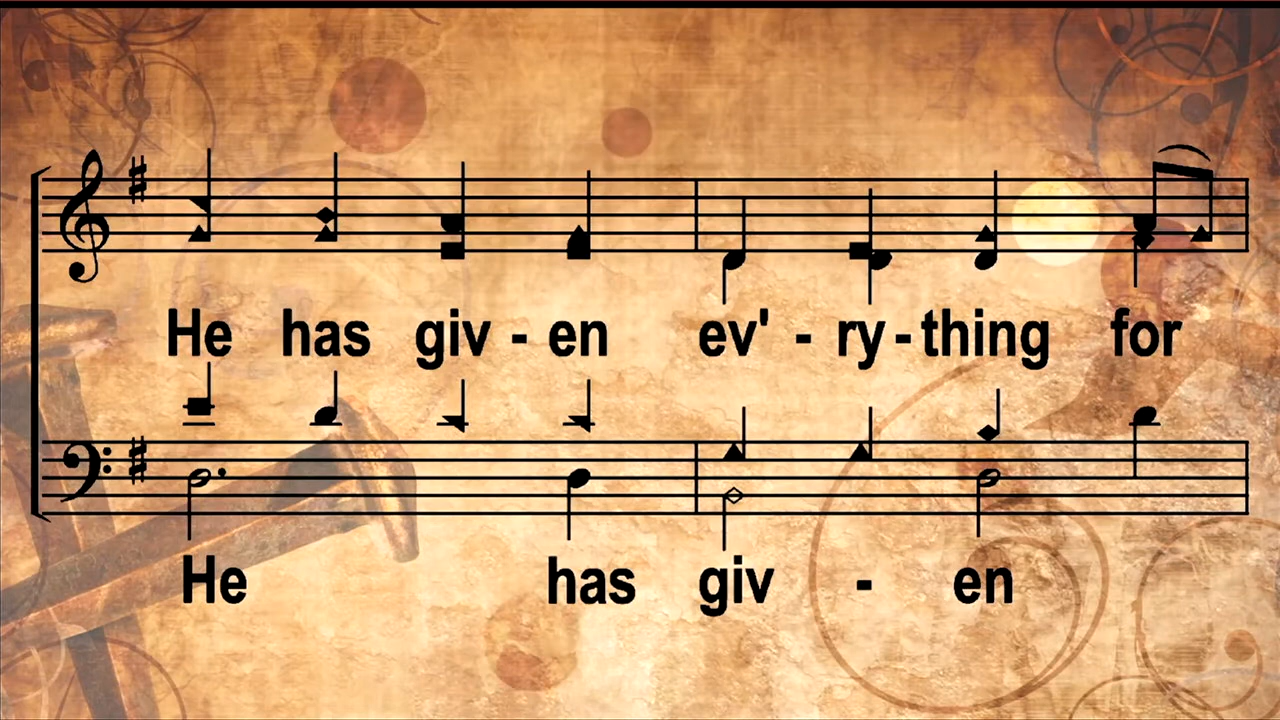 He has giv - en ev' - ry - thing for
He has giv - en